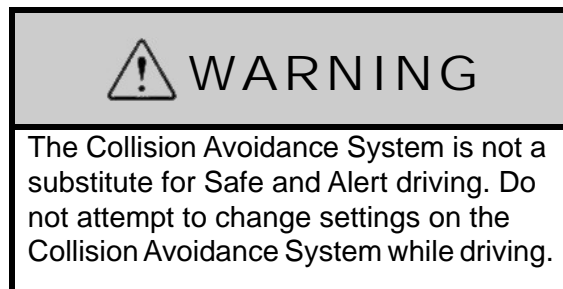 WARNING
The Collision Avoidance System is not a
substitute for Safe and Alert driving. Do
not attempt to change settings on the
Collision Avoidance System while driving.